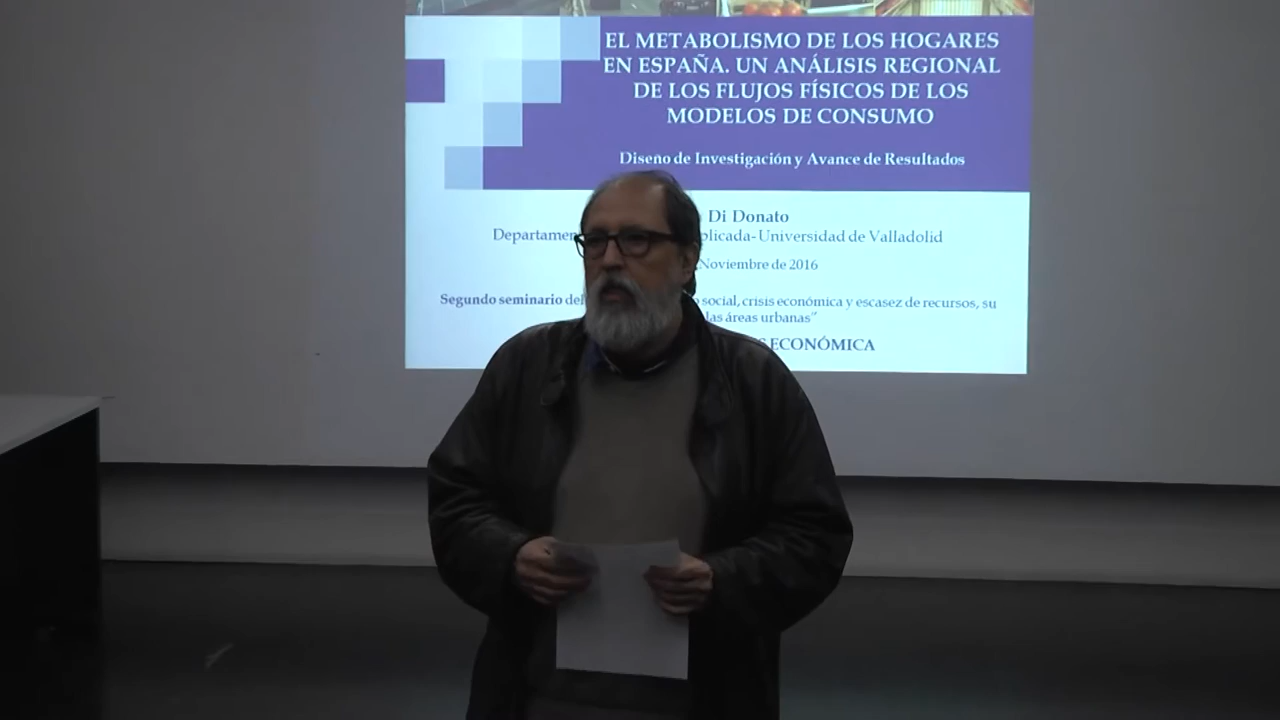 EL METABOLISMO DE LOS HOGARES
EN ESPAÑA. UN ANÁLISIS REGIONAL
DE LOS FLUJOS FÍSICOS DE LOS
MODELOS DE CONSUMO
Diseño de Investigación y Avance de Resultados
Di Donato
Departamen plicada-Universidad de Valladolid
Noviembre de 2016
Segundo seminario del social, crisis económica y escasez de recursos, su
las áreas urbanas”
ECONÓMICA